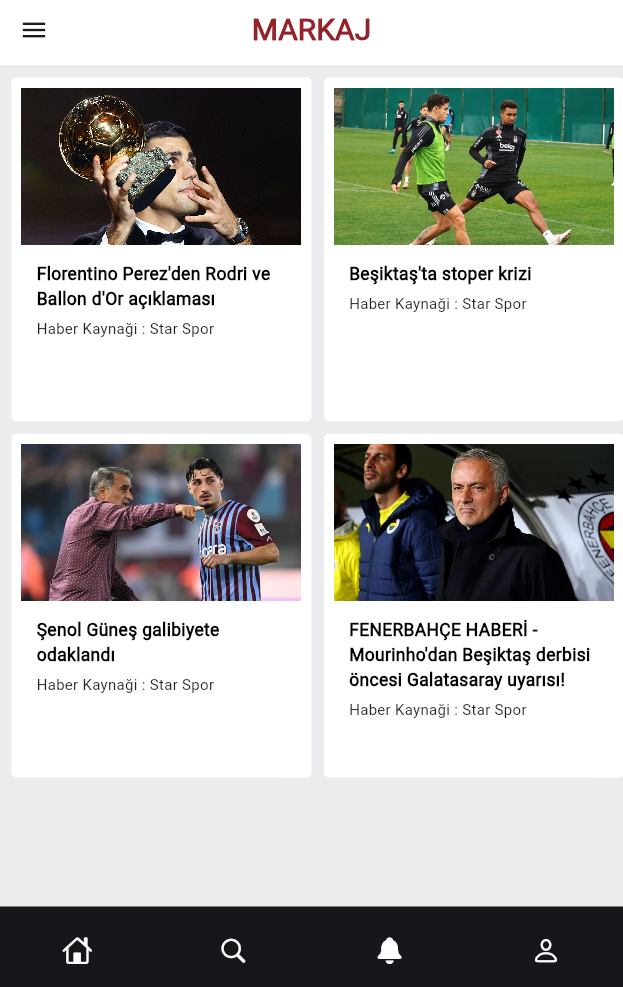 MARKAJ
beko
Florentino Perez'den Rodri ve
Ballon d'Or açıklaması
Haber Kaynaği : Star Spor
Beşiktaş'ta stoper krizi
Haber Kaynaği : Star Spor
FENERBAHÇE
Şenol Güneş galibiyete
odaklandı
Haber Kaynaği : Star Spor
FENERBAHÇE HABERİ -
Mourinho'dan Beşiktaş derbisi
öncesi Galatasaray uyarısı!
Haber Kaynaği : Star Spor